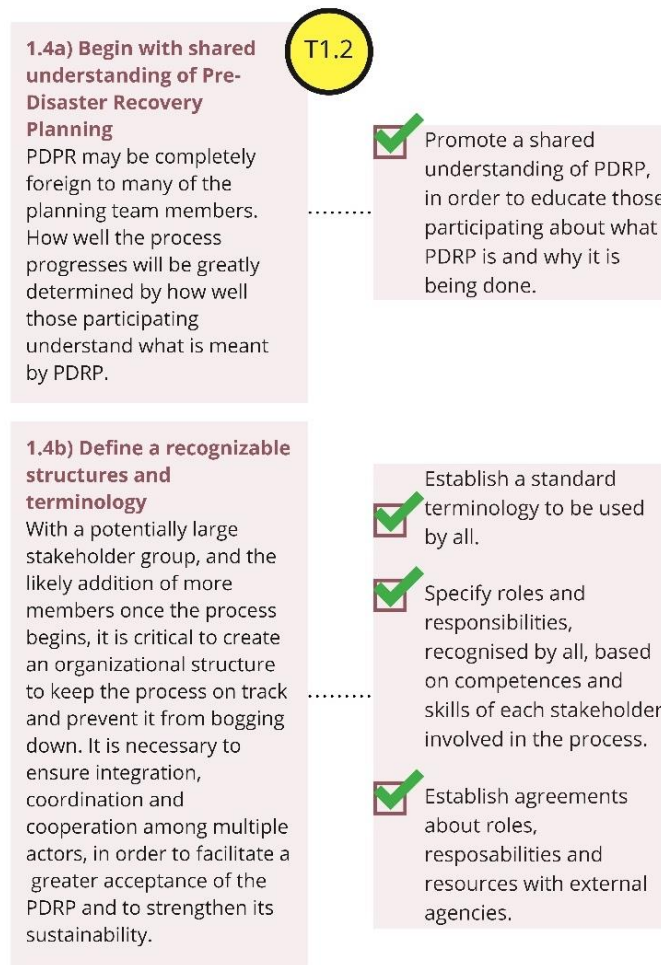 1.4a) Begin with shared
understanding of Pre-
Disaster Recovery
Planning
PDPR may be completely
foreign to many of the
planning team members.
How well the process
progresses will be greatly
determined by how well
those participating
understand what is meant
by PDRP.
T1.2
Promote a shared
understanding of PDRP,
in order to educate those
participating about what
PDRP is and why it is
being done.
1.4b) Define a recognizable
structures and
terminology
With a potentially large
stakeholder group, and the
likely addition of more
members once the process
begins, it is critical to create
an organizational structure
to keep the process on track
and prevent it from bogging
down. It is necessary to
ensure integration,
coordination and
cooperation among multiple
actors, in order to facilitate a
greater acceptance of the
PDRP and to strengthen its
sustainability.
Establish a standard
terminology to be used
by all.
Specify roles and
responsibilities,
recognised by all, based
on competences and
skills of each stakeholder
involved in the process.
Establish agreements
about roles,
resposabilities and
resources with external
agencies.